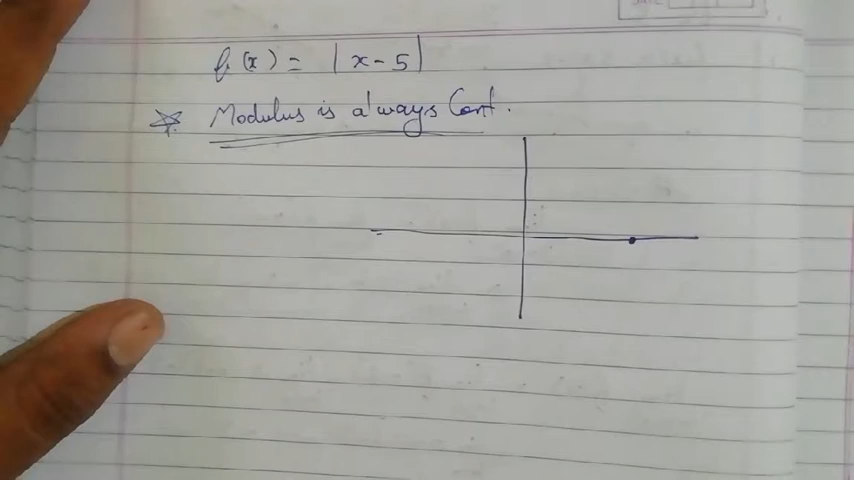 f(x) = |x-5|
Modulus is always Cont.